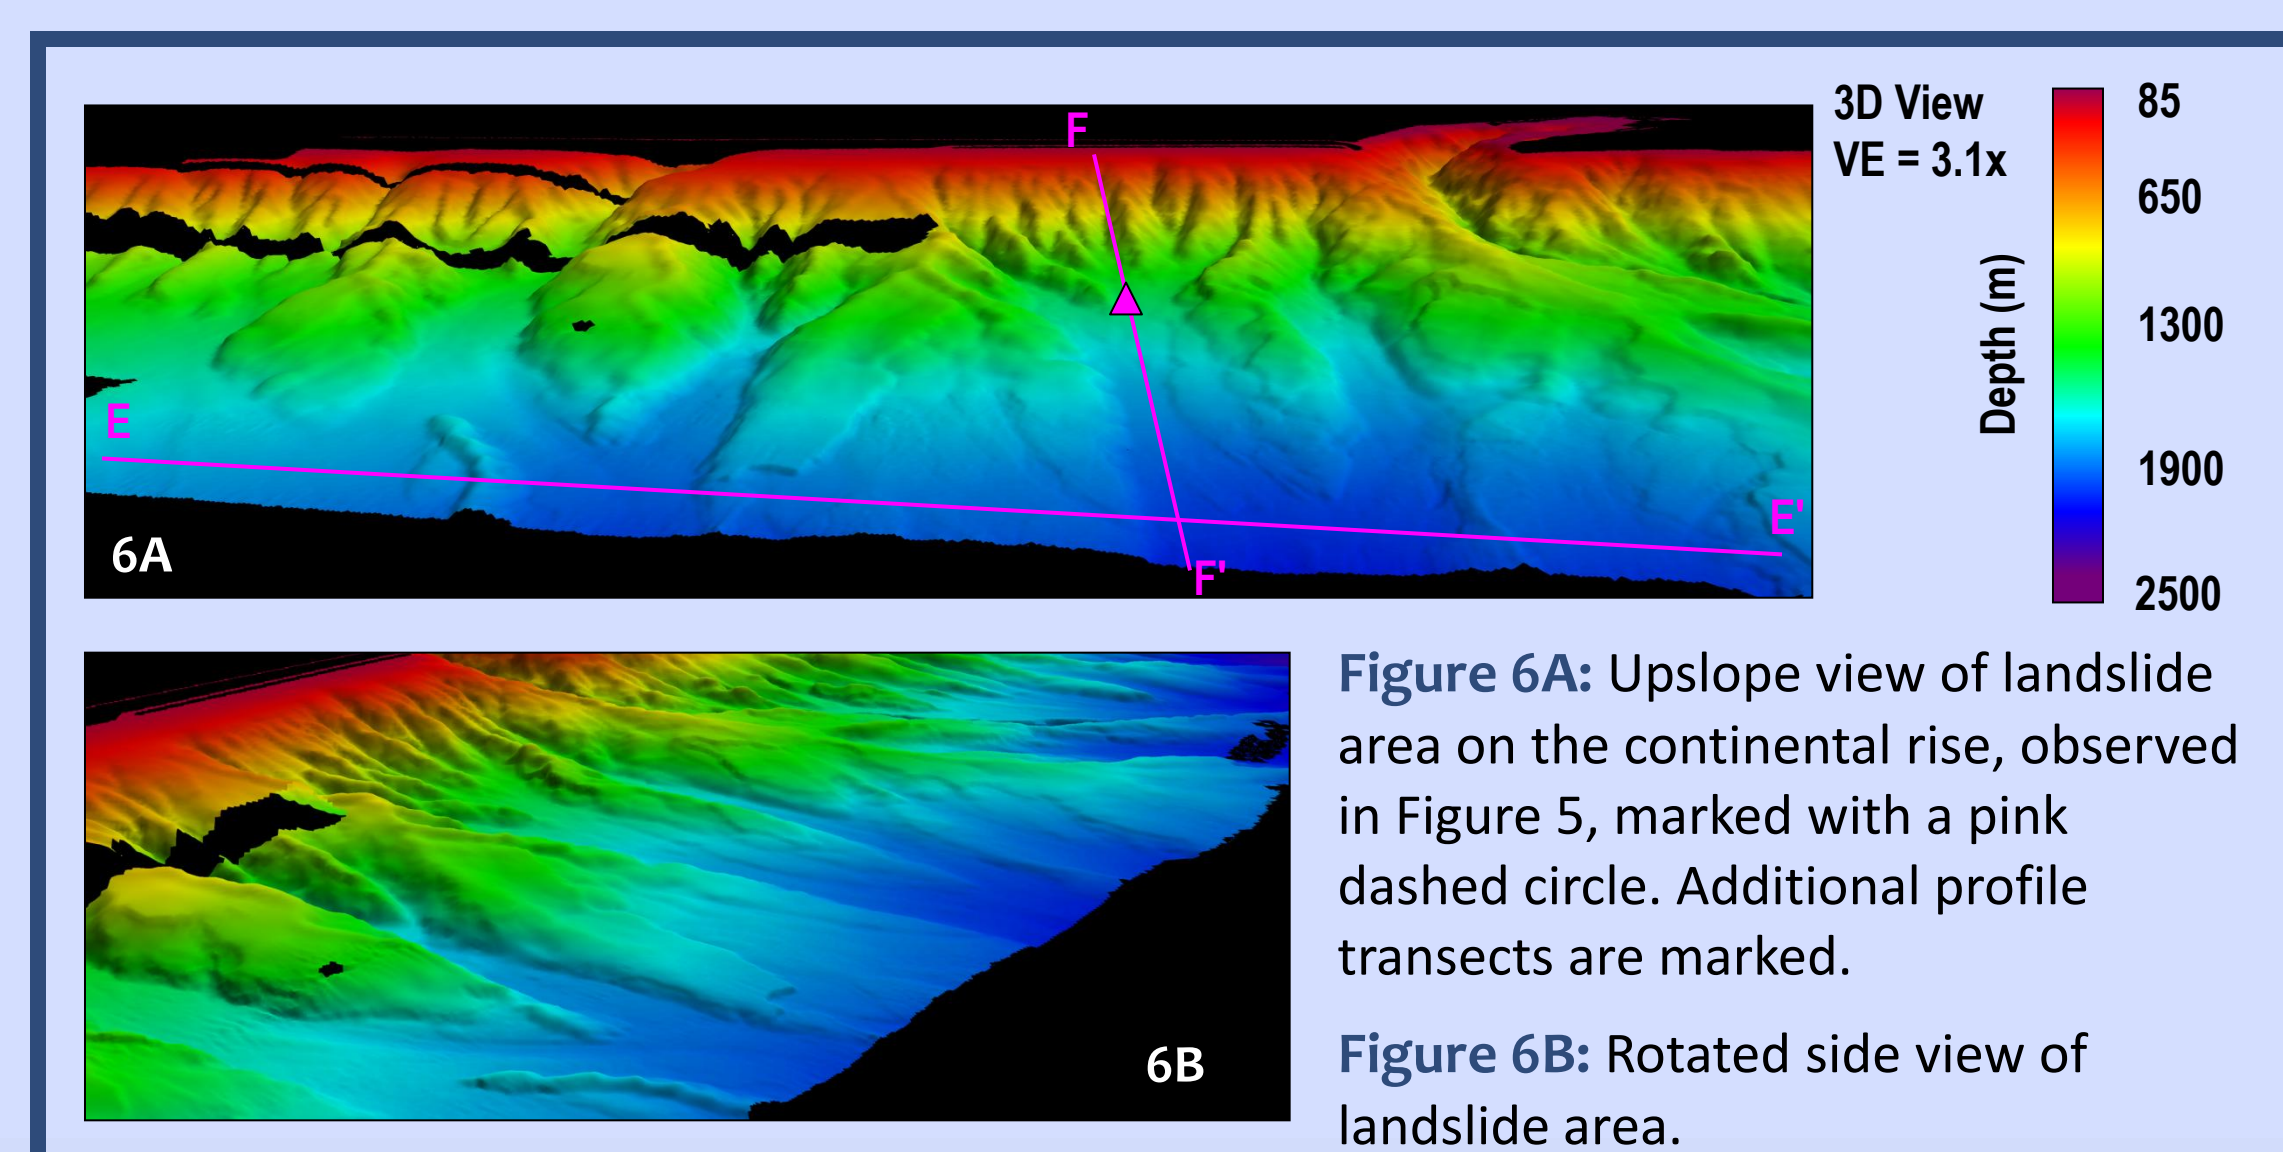 F
E
E'
F'
6A
3D View
VE = 3.1x
Depth (m)
85
650
1300
1900
2500
6B
Figure 6A: Upslope view of landslide
area on the continental rise, observed
in Figure 5, marked with a pink
dashed circle. Additional profile
transects are marked.
Figure 6B: Rotated side view of
landslide area.